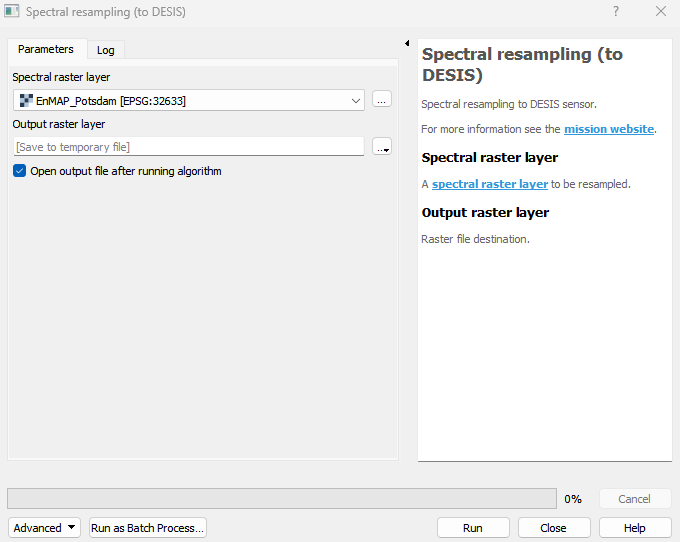 Spectral resampling (to DESIS)
?
Parameters
Log
Spectral raster layer
EnMAP_Potsdam [EPSG:32633]
...
Output raster layer
[Save to temporary file]
...
Open output file after running algorithm
Spectral resampling (to
DESIS)
Spectral resampling to DESIS sensor.
For more information see the mission website.
Spectral raster layer
A spectral raster layer to be resampled.
Output raster layer
Raster file destination.
0%
Cancel
Advanced
Run as Batch Process...
Run
Close
Help